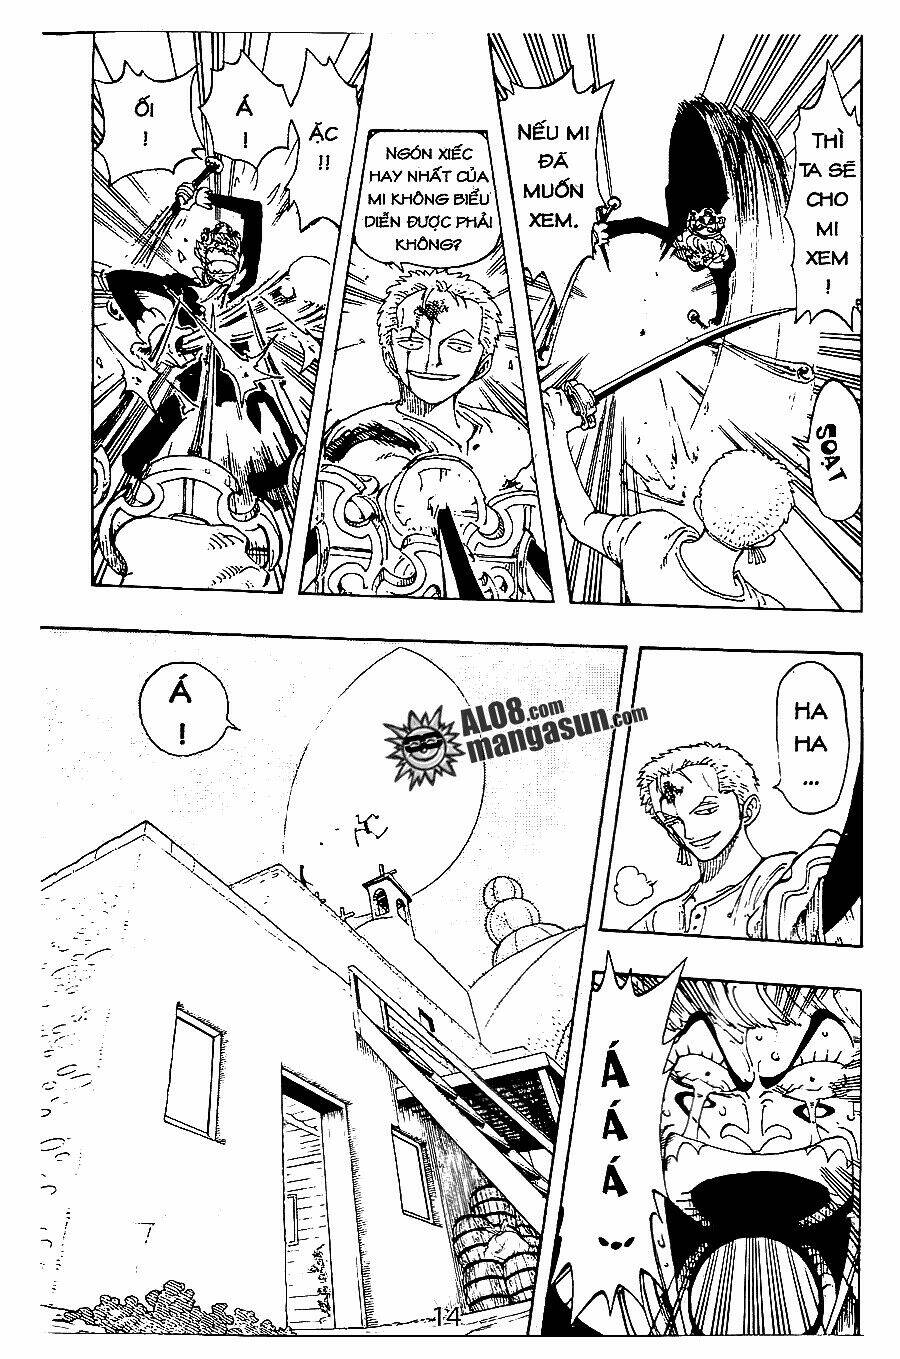 THÌ
TA SẼ
CHO
MI
XEM
!
NẾU MI
ĐÃ
MUỐN
XEM.
SOẠT
NGÓN XIẾC
HAY NHẤT CỦA
MI KHÔNG BIỂU
DIỄN ĐƯỢC PHẢI
KHÔNG?
ẶC
!!
Á
!
ỐI
!
HA
HA
...
Á
Á
Á
Á
!
AL08.com
mangasun.com
14